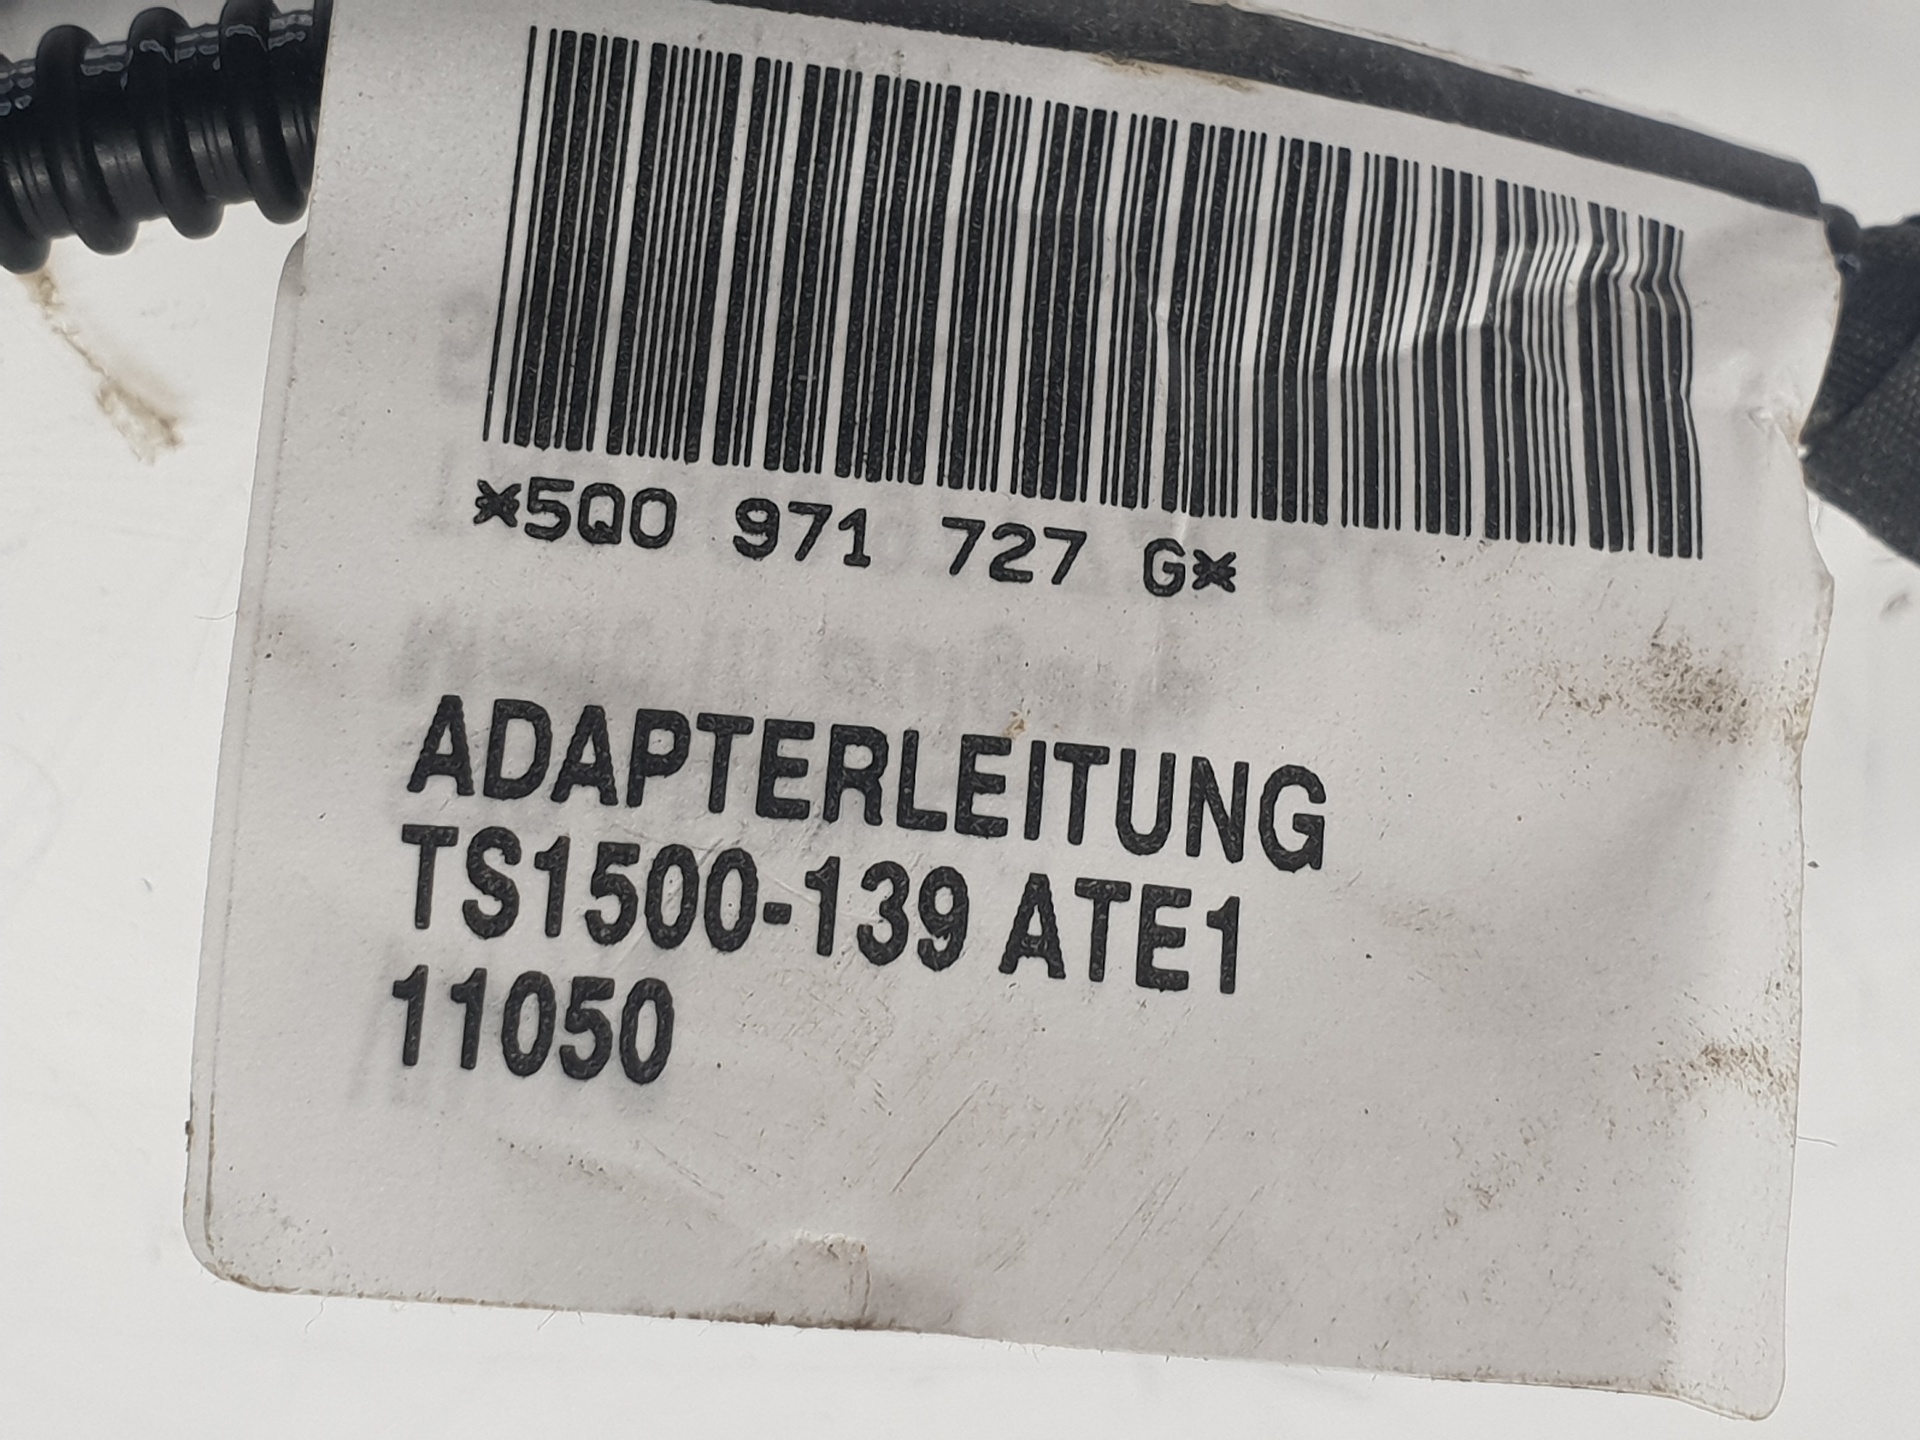 *5Q0 971 727 G*
ADAPTERLEITUNG
TS1500-139 ATE1
11050